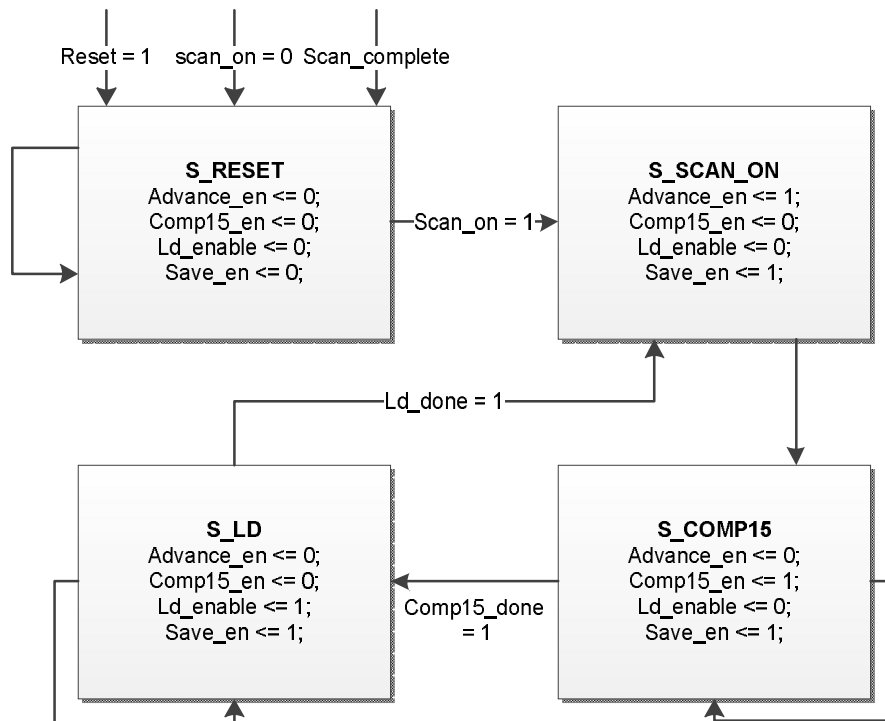 Reset = 1
scan_on = 0
Scan_complete
S_RESET
Advance_en <= 0;
Comp15_en <= 0;
Ld_enable <= 0;
Save_en <= 0;
Scan_on = 1
S_SCAN_ON
Advance_en <= 1;
Comp15_en <= 0;
Ld_enable <= 0;
Save_en <= 1;
Ld_done = 1
S_LD
Advance_en <= 0;
Comp15_en <= 0;
Ld_enable <= 1;
Save_en <= 1;
Comp15_done
= 1
S_COMP15
Advance_en <= 0;
Comp15_en <= 1;
Ld_enable <= 0;
Save_en <= 1;